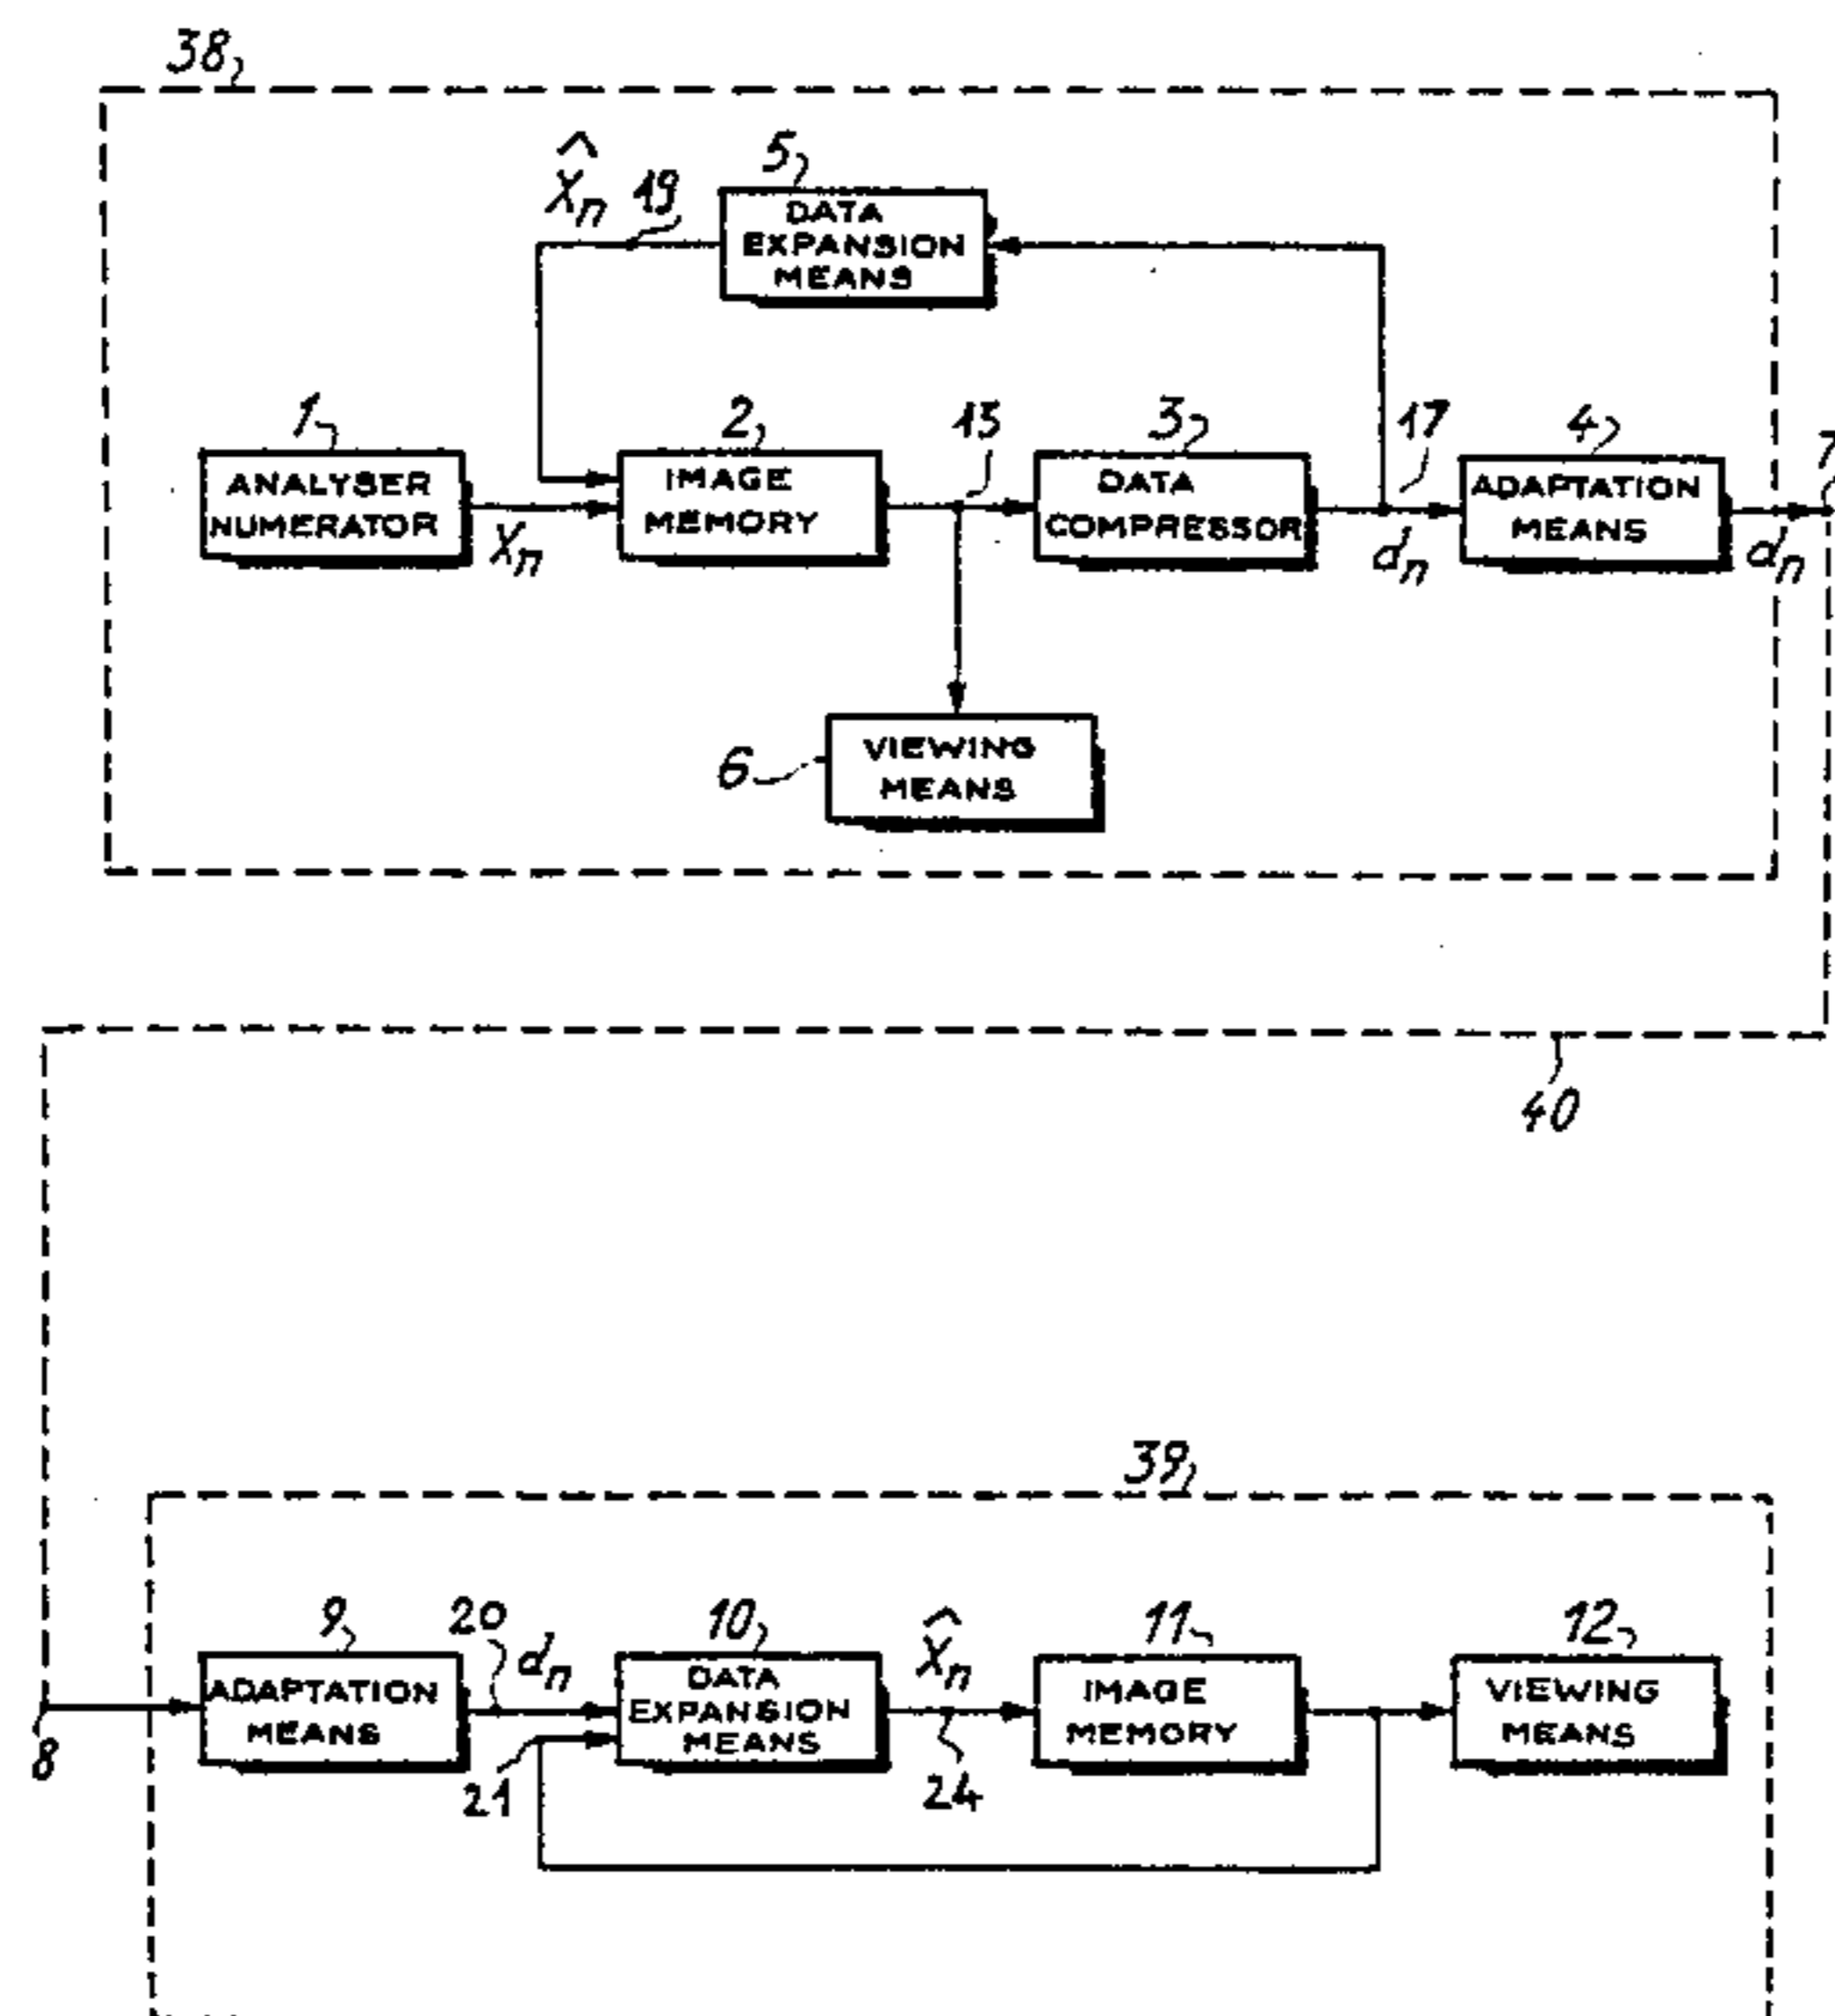 38
X̂n 19
5
DATA
EXPANSION
MEANS
1
ANALYSER
NUMERATOR
Xn
2
IMAGE
MEMORY
13
3
DATA
COMPRESSOR
17
dn
4
ADAPTATION
MEANS
dn
7
6
VIEWING
MEANS
40
39
8
9
ADAPTATION
MEANS
20 dn
21
10
DATA
EXPANSION
MEANS
X̂n
24
11
IMAGE
MEMORY
12
VIEWING
MEANS